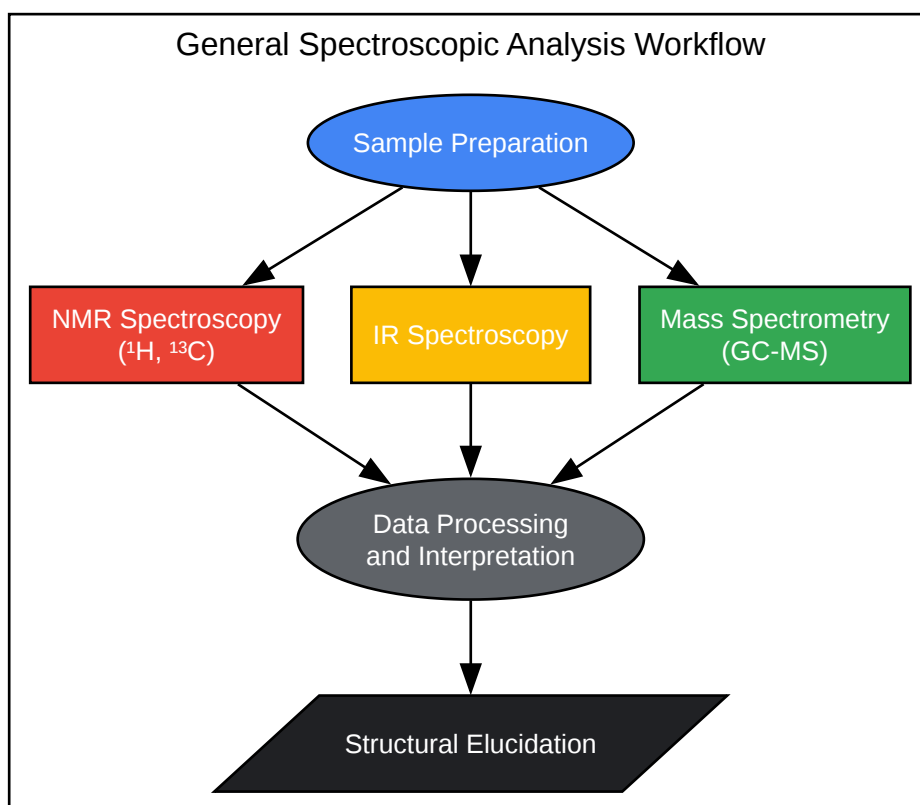 General Spectroscopic Analysis Workflow
Sample Preparation
NMR Spectroscopy
(¹H, ¹³C)
IR Spectroscopy
Mass Spectrometry
(GC-MS)
Data Processing
and Interpretation
Structural Elucidation